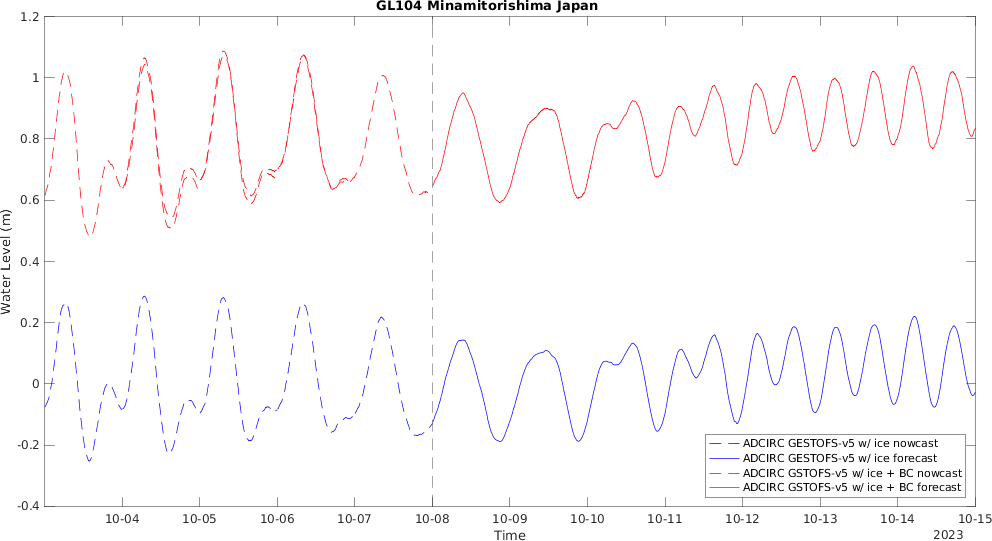 GL104 Minamitorishima Japan
Water Level (m)
1.2
1
0.8
0.6
0.4
0.2
0
-0.2
-0.4
ADCIRC GESTOFS-v5 w/ ice nowcast
ADCIRC GESTOFS-v5 w/ ice forecast
ADCIRC GSTOFS-v5 w/ ice + BC nowcast
ADCIRC GSTOFS-v5 w/ ice + BC forecast
10-04 10-05 10-06 10-07 10-08 10-09 10-10 10-11 10-12 10-13 10-14 10-15
Time
2023